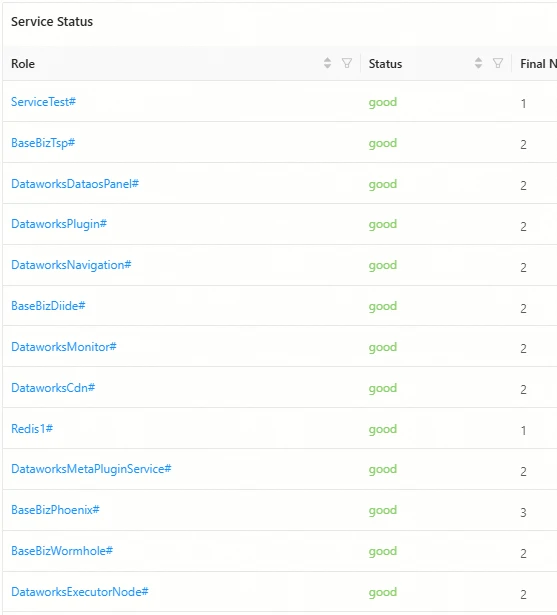 Service Status
Role Status Final N
ServiceTest# good 1
BaseBizTsp# good 2
DataworksDataosPanel# good 2
DataworksPlugin# good 2
DataworksNavigation# good 2
BaseBizDiide# good 2
DataworksMonitor# good 2
DataworksCdn# good 2
Redis1# good 1
DataworksMetaPluginService# good 2
BaseBizPhoenix# good 3
BaseBizWormhole# good 2
DataworksExecutorNode# good 2